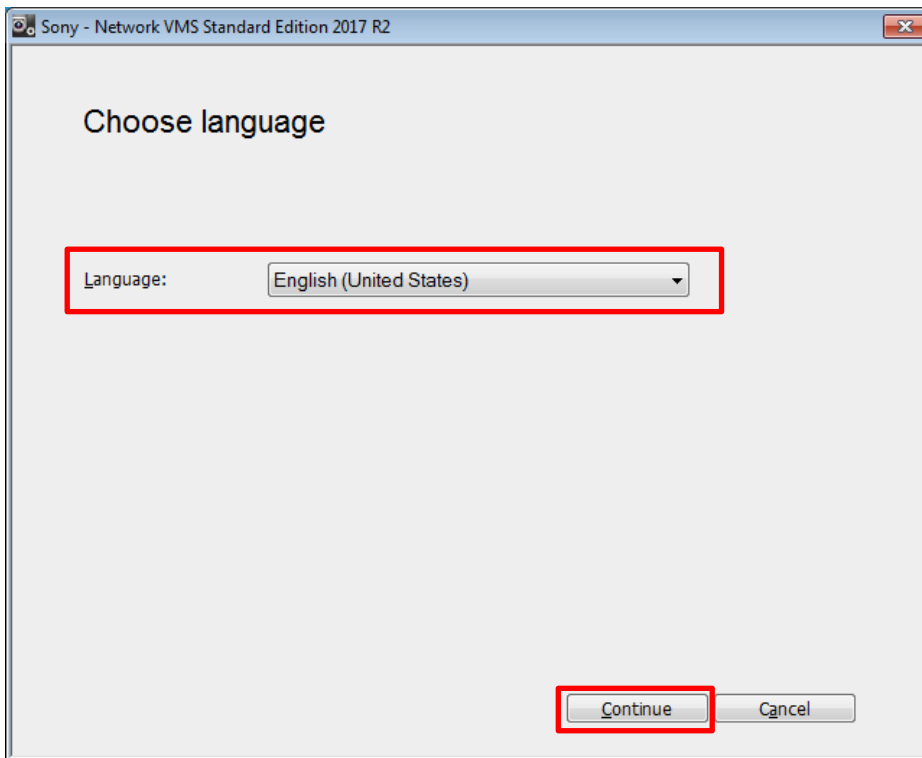 Sony - Network VMS Standard Edition 2017 R2
Choose language
Language: English (United States)
Continue Cancel